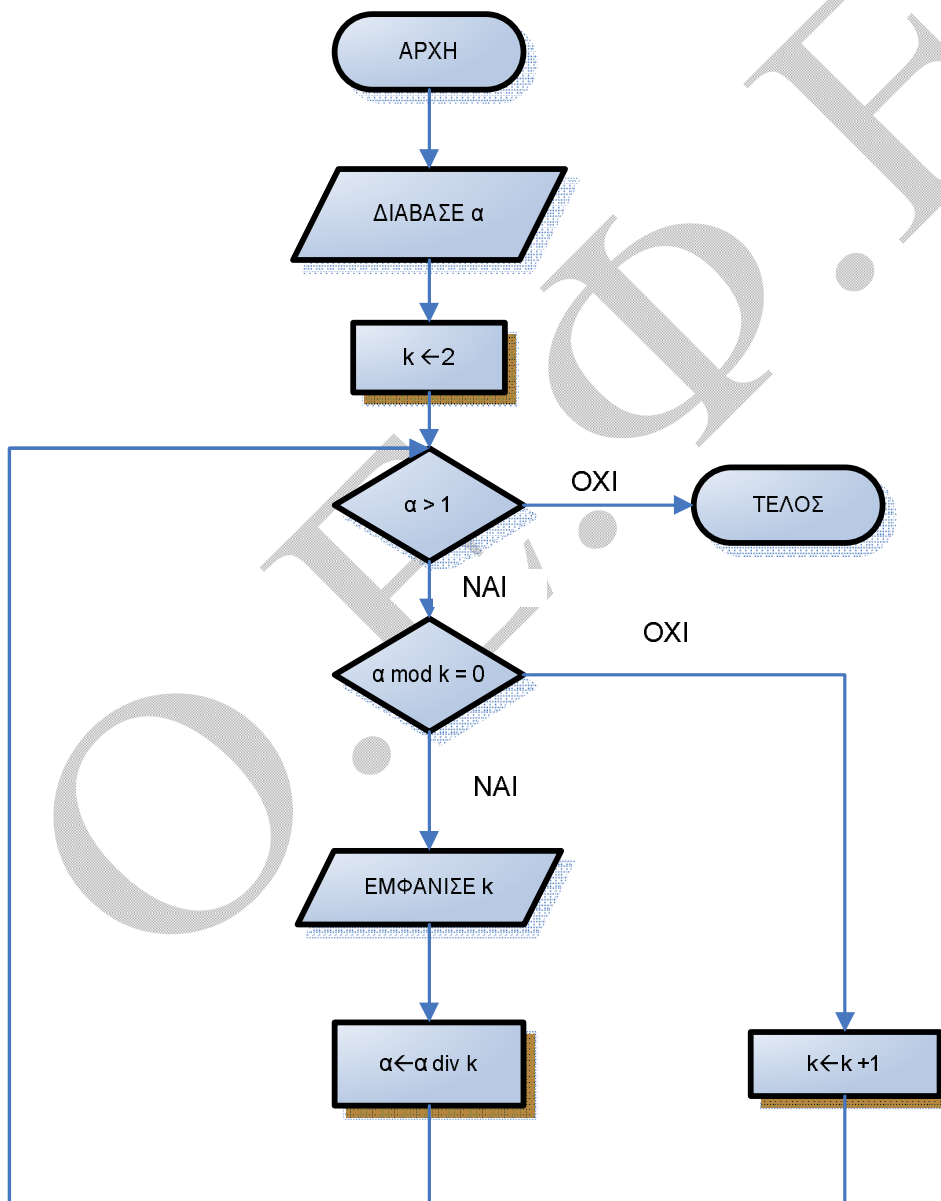 ΑΡΧΗ
ΔΙΑΒΑΣΕ α
k ←2
α > 1
ΟΧΙ
ΤΕΛΟΣ
ΝΑΙ
ΟΧΙ
α mod k = 0
ΝΑΙ
ΕΜΦΑΝΙΣΕ k
α←α div k
k←k +1
Ο.Ε.Φ.Ε